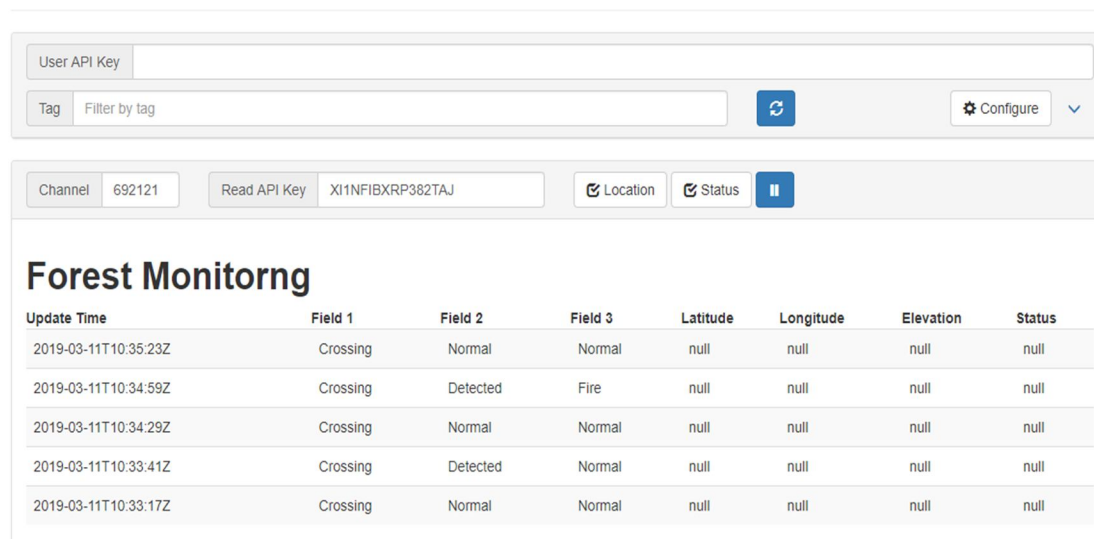 User API Key
Tag Filter by tag Configure
Channel 692121 Read API Key XI1NFIBXRP382TAJ Location Status
Forest Monitorng
Update Time Field 1 Field 2 Field 3 Latitude Longitude Elevation Status
2019-03-11T10:35:23Z Crossing Normal Normal null null null null
2019-03-11T10:34:59Z Crossing Detected Fire null null null null
2019-03-11T10:34:29Z Crossing Normal Normal null null null null
2019-03-11T10:33:41Z Crossing Detected Normal null null null null
2019-03-11T10:33:17Z Crossing Normal Normal null null null null